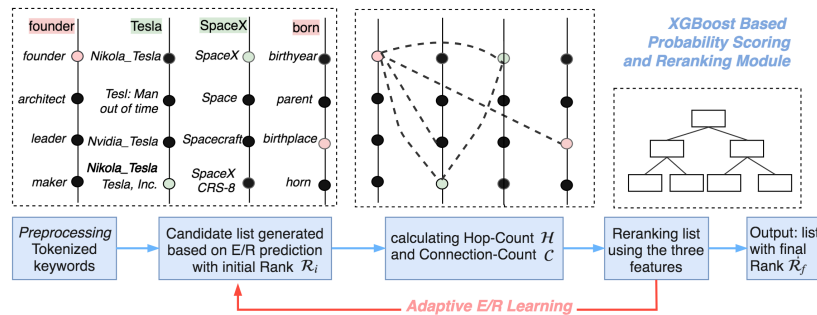 founder
Tesla
SpaceX
born
founder
Nikola_Tesla
SpaceX
birthyear
architect
Tesl: Man
out of time
Space
parent
leader
Nvidia_Tesla
Spacecraft
birthplace
maker
Nikola_Tesla
Tesla, Inc.
SpaceX
CRS-8
horn
XGBoost Based
Probability Scoring
and Reranking Module
Preprocessing
Tokenized
keywords
Candidate list generated
based on E/R prediction
with initial Rank ℛᵢ
calculating Hop-Count ℋ
and Connection-Count 𝒞
Reranking list
using the three
features
Output: list
with final
Rank ℛ̇_f
Adaptive E/R Learning